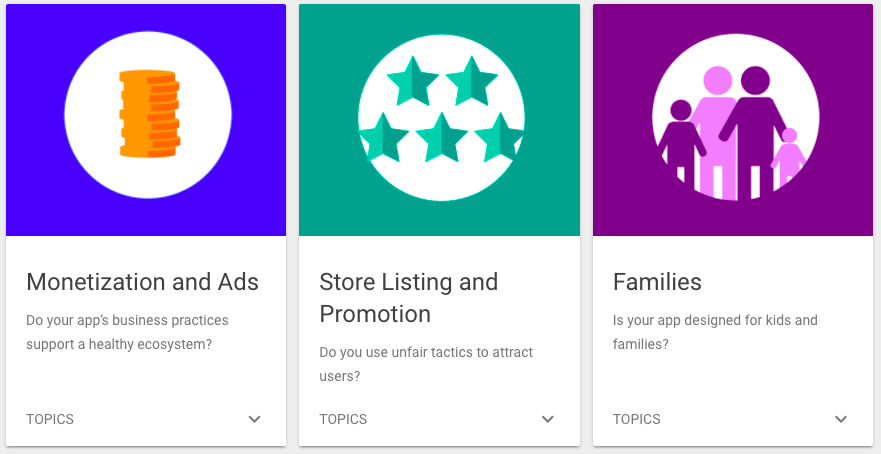 Monetization and Ads
Do your app's business practices
support a healthy ecosystem?
TOPICS
Store Listing and
Promotion
Do you use unfair tactics to attract
users?
TOPICS
Families
Is your app designed for kids and
families?
TOPICS